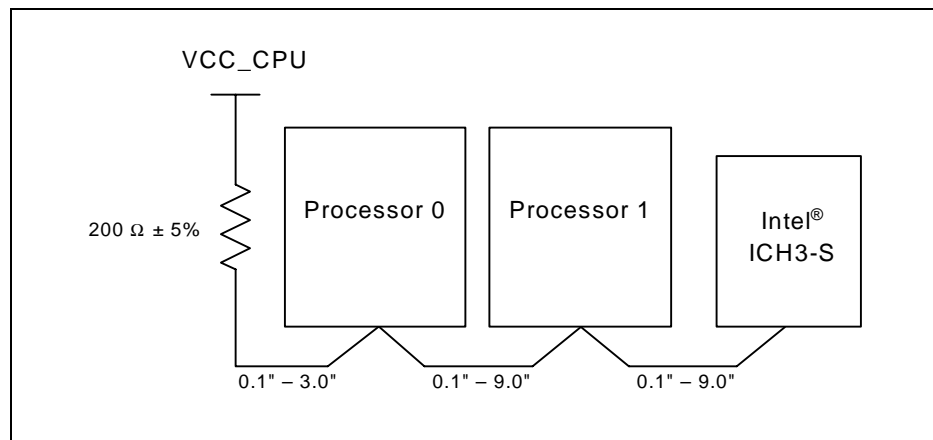 VCC_CPU
200 Ω ± 5%
Processor 0
Processor 1
Intel®
ICH3-S
0.1" – 3.0"
0.1" – 9.0"
0.1" – 9.0"